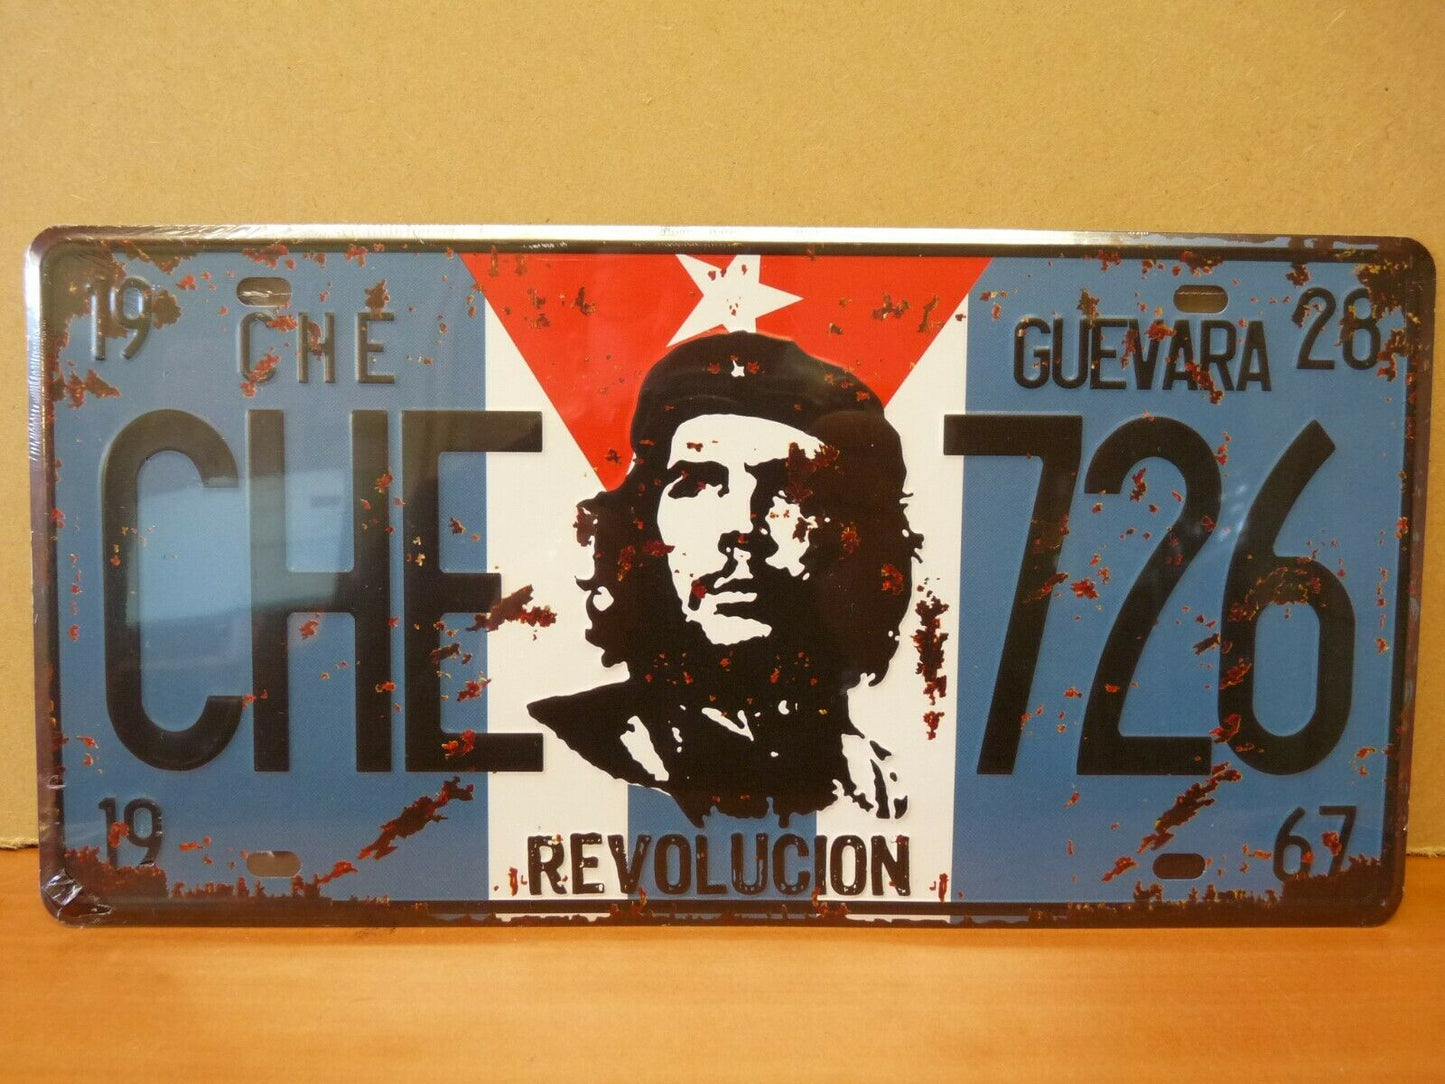 19 CHE GUEVARA 28
CHE 726
19 67
REVOLUCION